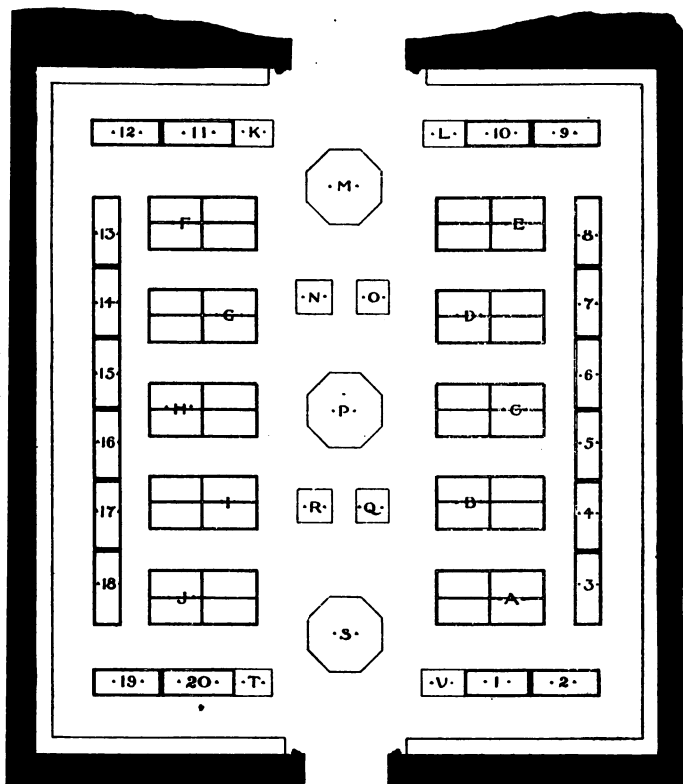 ·12· ·11· ·K· ·L· ·10· ·9·
·M·
·13· F E ·8·
·14· ·N· ·O· ·7·
G D
·15· ·6·
·H· ·P· C
·16· ·5·
·17· I ·R· ·Q· B ·4·
·18· J A ·3·
·S·
·19· ·20· ·T· ·V· ·1· ·2·